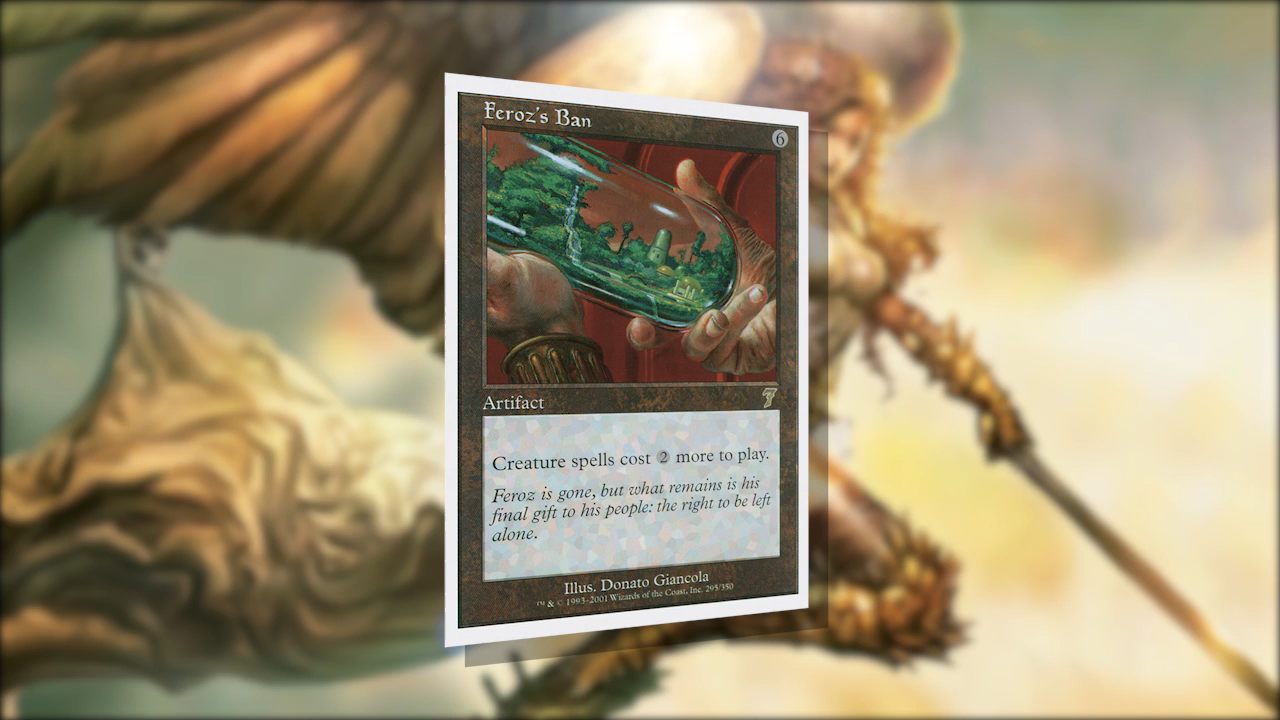 Feroz's Ban
6
Artifact
Creature spells cost 2 more to play.
Feroz is gone, but what remains is his
final gift to his people: the right to be left
alone.
Illus. Donato Giancola
™ & © 1993-2001 Wizards of the Coast, Inc. 295/350